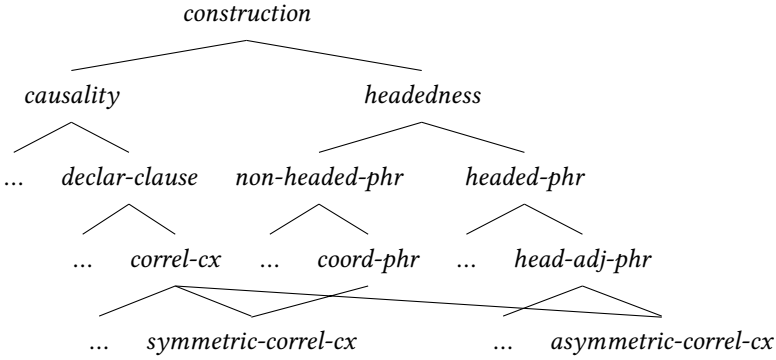 construction
causality headedness
... declar-clause non-headed-phr headed-phr
... correl-cx ... coord-phr ... head-adj-phr
... symmetric-correl-cx ... asymmetric-correl-cx